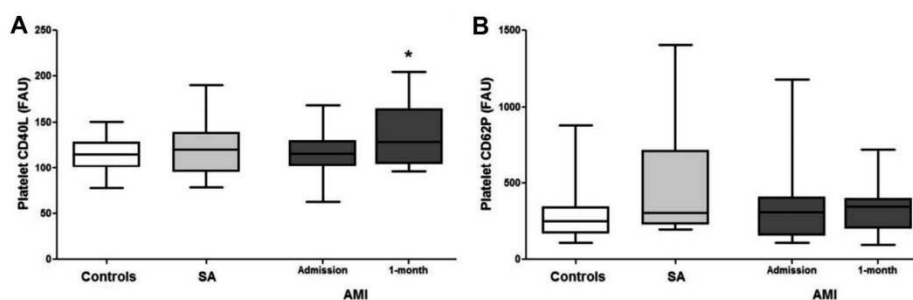 A
Platelet CD40L (FAU)
250
200
150
100
50
0
*
Controls
SA
Admission
1-month
AMI
B
Platelet CD62P (FAU)
1500
1000
500
0
Controls
SA
Admission
1-month
AMI